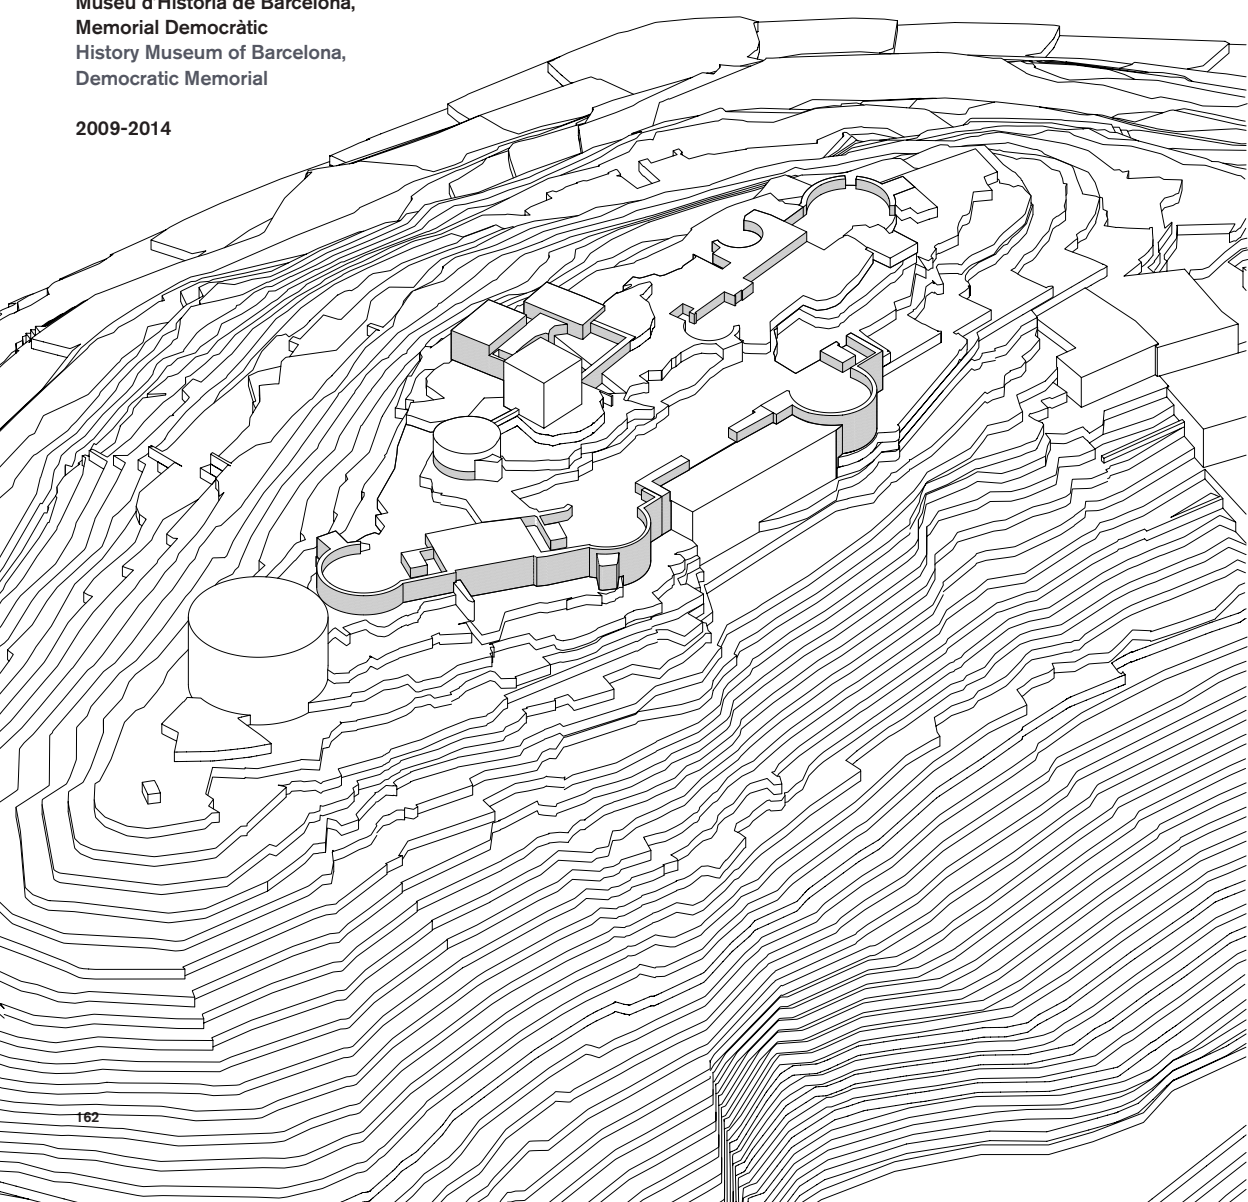 Museu d'Història de Barcelona,
Memorial Democràtic
History Museum of Barcelona,
Democratic Memorial
2009-2014
162